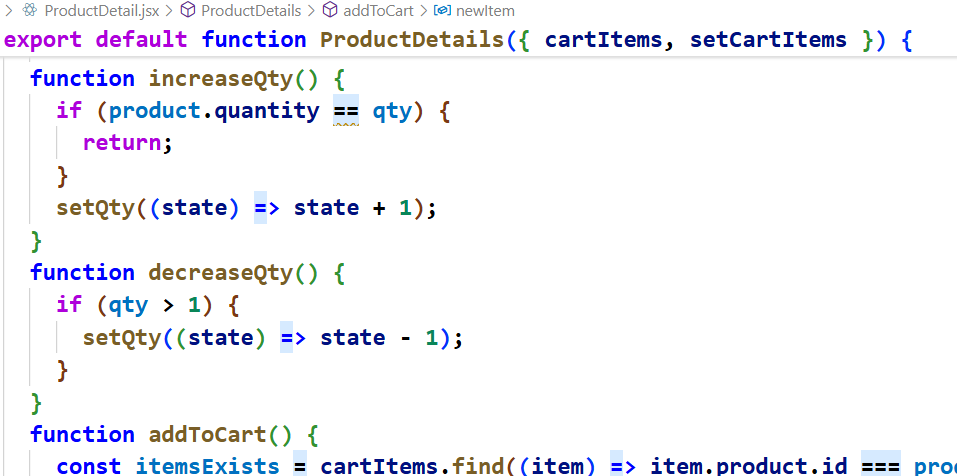 > ProductDetail.jsx > ProductDetails > addToCart > newItem
export default function ProductDetails({ cartItems, setCartItems }) {
function increaseQty() {
if (product.quantity == qty) {
return;
}
setQty((state) => state + 1);
}
function decreaseQty() {
if (qty > 1) {
setQty((state) => state - 1);
}
}
function addToCart() {
const itemsExists = cartItems.find((item) => item.product.id ===